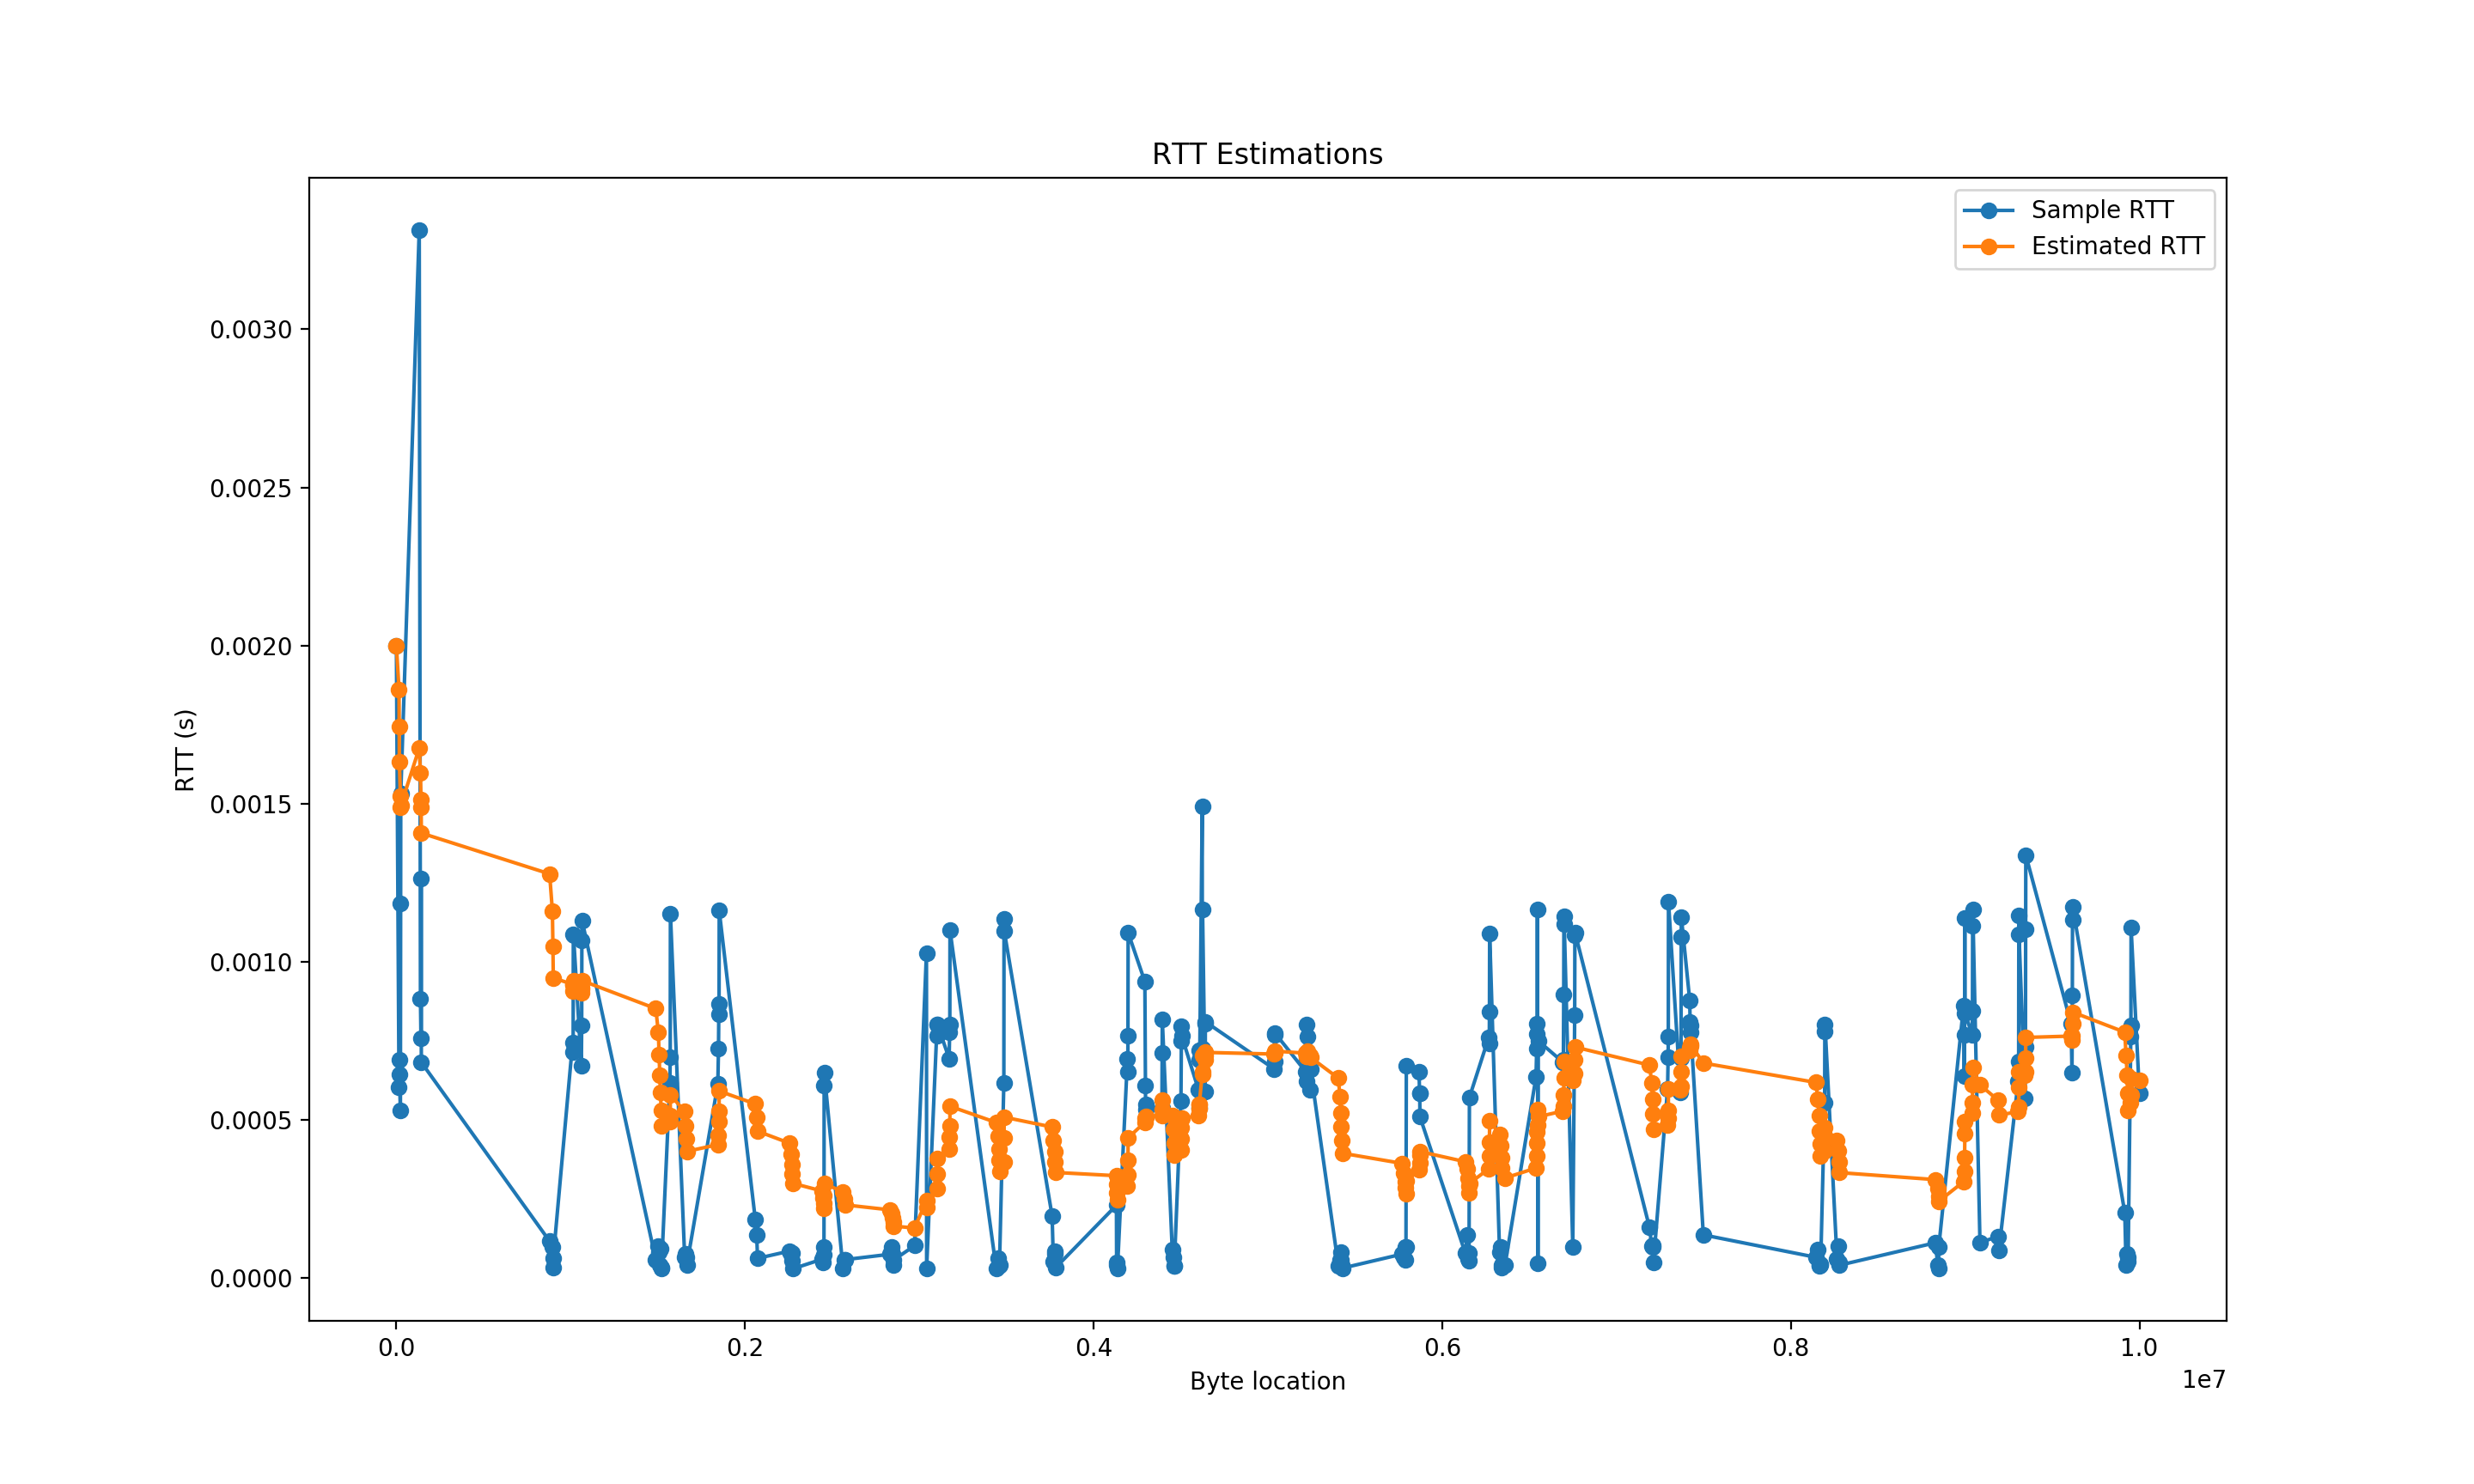 RTT Estimations
Sample RTT
Estimated RTT
0.0030
0.0025
0.0020
0.0015
0.0010
0.0005
0.0000
RTT (s)
0.0 0.2 0.4 0.6 0.8 1.0
1e7
Byte location